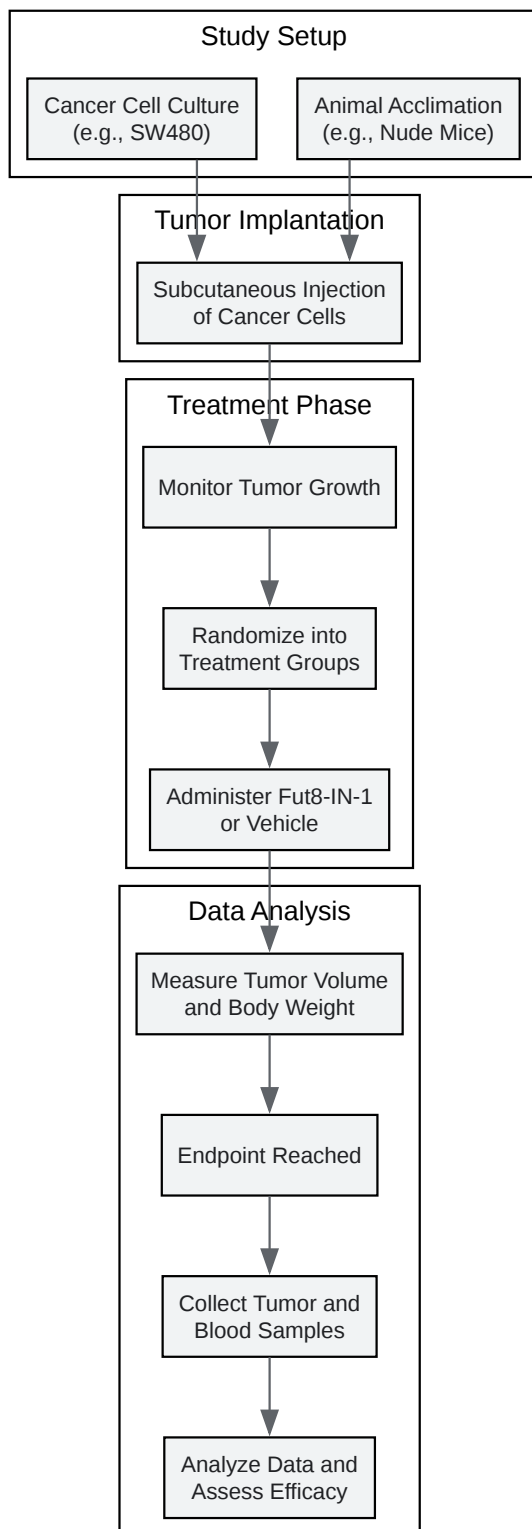 Study Setup
Cancer Cell Culture
(e.g., SW480)
Animal Acclimation
(e.g., Nude Mice)
Tumor Implantation
Subcutaneous Injection
of Cancer Cells
Treatment Phase
Monitor Tumor Growth
Randomize into
Treatment Groups
Administer Fut8-IN-1
or Vehicle
Data Analysis
Measure Tumor Volume
and Body Weight
Endpoint Reached
Collect Tumor and
Blood Samples
Analyze Data and
Assess Efficacy